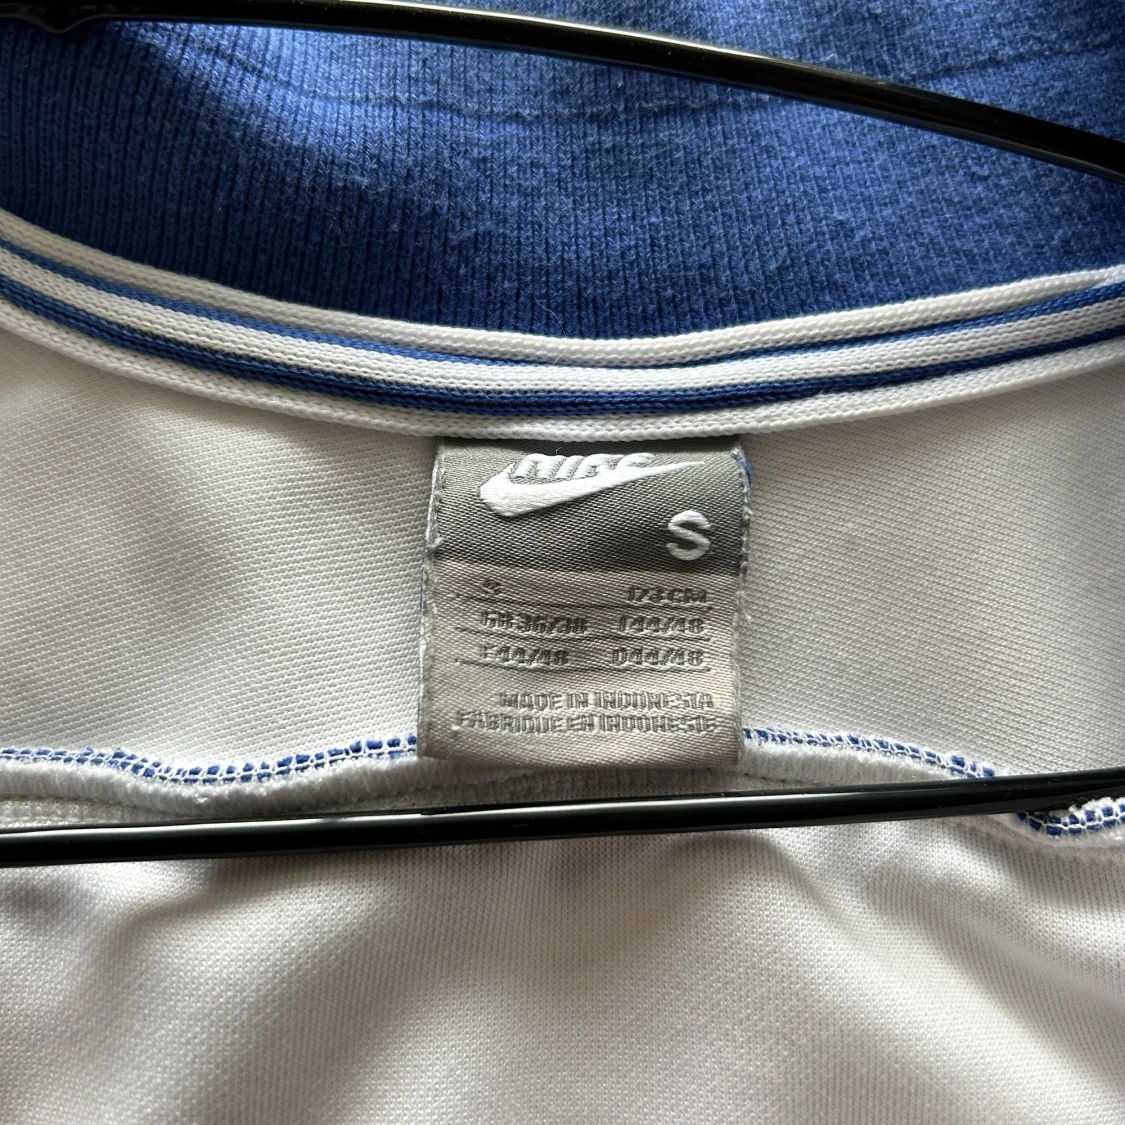 NIKE
S
S 173 CM
GB 36/38 I 44/48
F 44/48 D 44/48
MADE IN INDONESIA
FABRIQUE EN INDONESIE